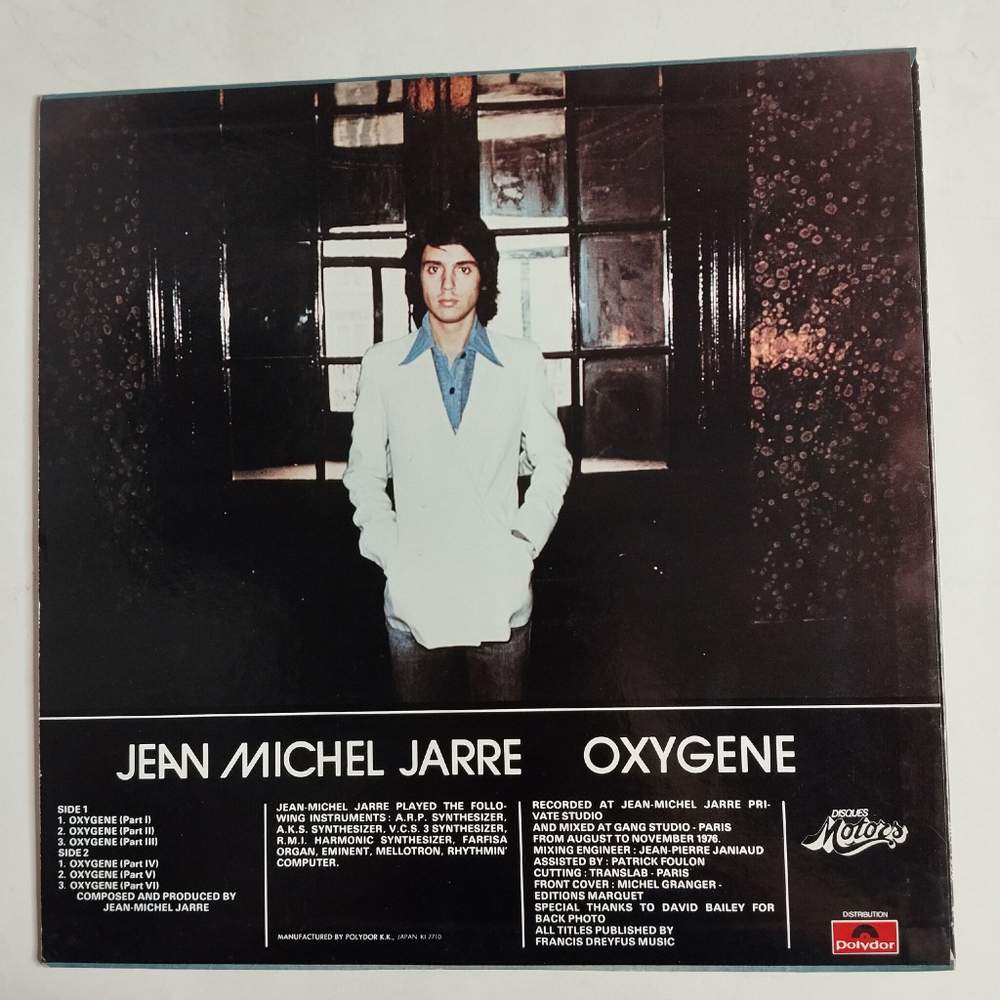 JEAN MICHEL JARRE OXYGENE
SIDE 1
1. OXYGENE (Part I)
2. OXYGENE (Part II)
3. OXYGENE (Part III)
SIDE 2
1. OXYGENE (Part IV)
2. OXYGENE (Part V)
3. OXYGENE (Part VI)
COMPOSED AND PRODUCED BY
JEAN-MICHEL JARRE
JEAN-MICHEL JARRE PLAYED THE FOLLO-
WING INSTRUMENTS : A.R.P. SYNTHESIZER,
A.K.S. SYNTHESIZER, V.C.S. 3 SYNTHESIZER,
R.M.I. HARMONIC SYNTHESIZER, FARFISA
ORGAN, EMINENT, MELLOTRON, RHYTHMIN'
COMPUTER.
MANUFACTURED BY POLYDOR K.K., JAPAN KI 7710
RECORDED AT JEAN-MICHEL JARRE PRI-
VATE STUDIO
AND MIXED AT GANG STUDIO - PARIS
FROM AUGUST TO NOVEMBER 1976.
MIXING ENGINEER : JEAN-PIERRE JANIAUD
ASSISTED BY : PATRICK FOULON
CUTTING : TRANSLAB - PARIS
FRONT COVER : MICHEL GRANGER -
EDITIONS MARQUET
SPECIAL THANKS TO DAVID BAILEY FOR
BACK PHOTO
ALL TITLES PUBLISHED BY
FRANCIS DREYFUS MUSIC
DISQUES
Motors
DISTRIBUTION
polydor